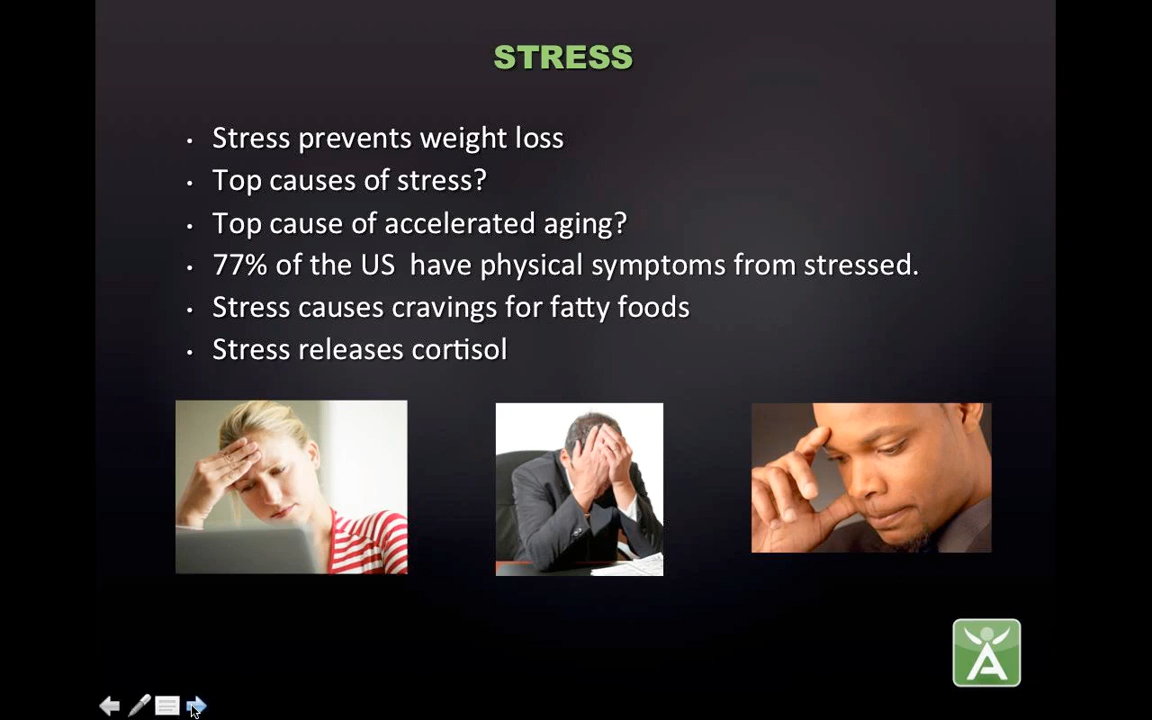 STRESS
• Stress prevents weight loss
• Top causes of stress?
• Top cause of accelerated aging?
• 77% of the US  have physical symptoms from stressed.
• Stress causes cravings for fatty foods
• Stress releases cortisol
A